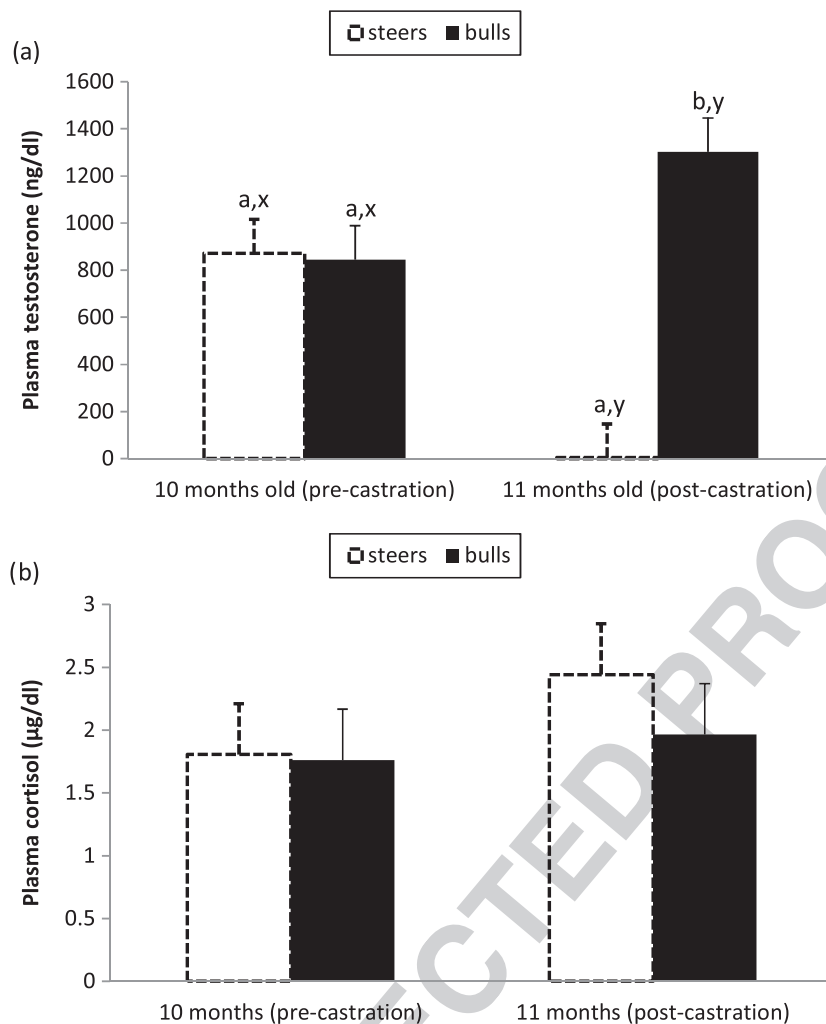 steers bulls
(a)
Plasma testosterone (ng/dl)
1600
1400
1200
1000
800
600
400
200
0
a,x
a,x
a,y
b,y
10 months old (pre-castration) 11 months old (post-castration)
steers bulls
(b)
Plasma cortisol (μg/dl)
3
2.5
2
1.5
1
0.5
0
10 months (pre-castration) 11 months (post-castration)
ECTED PRO